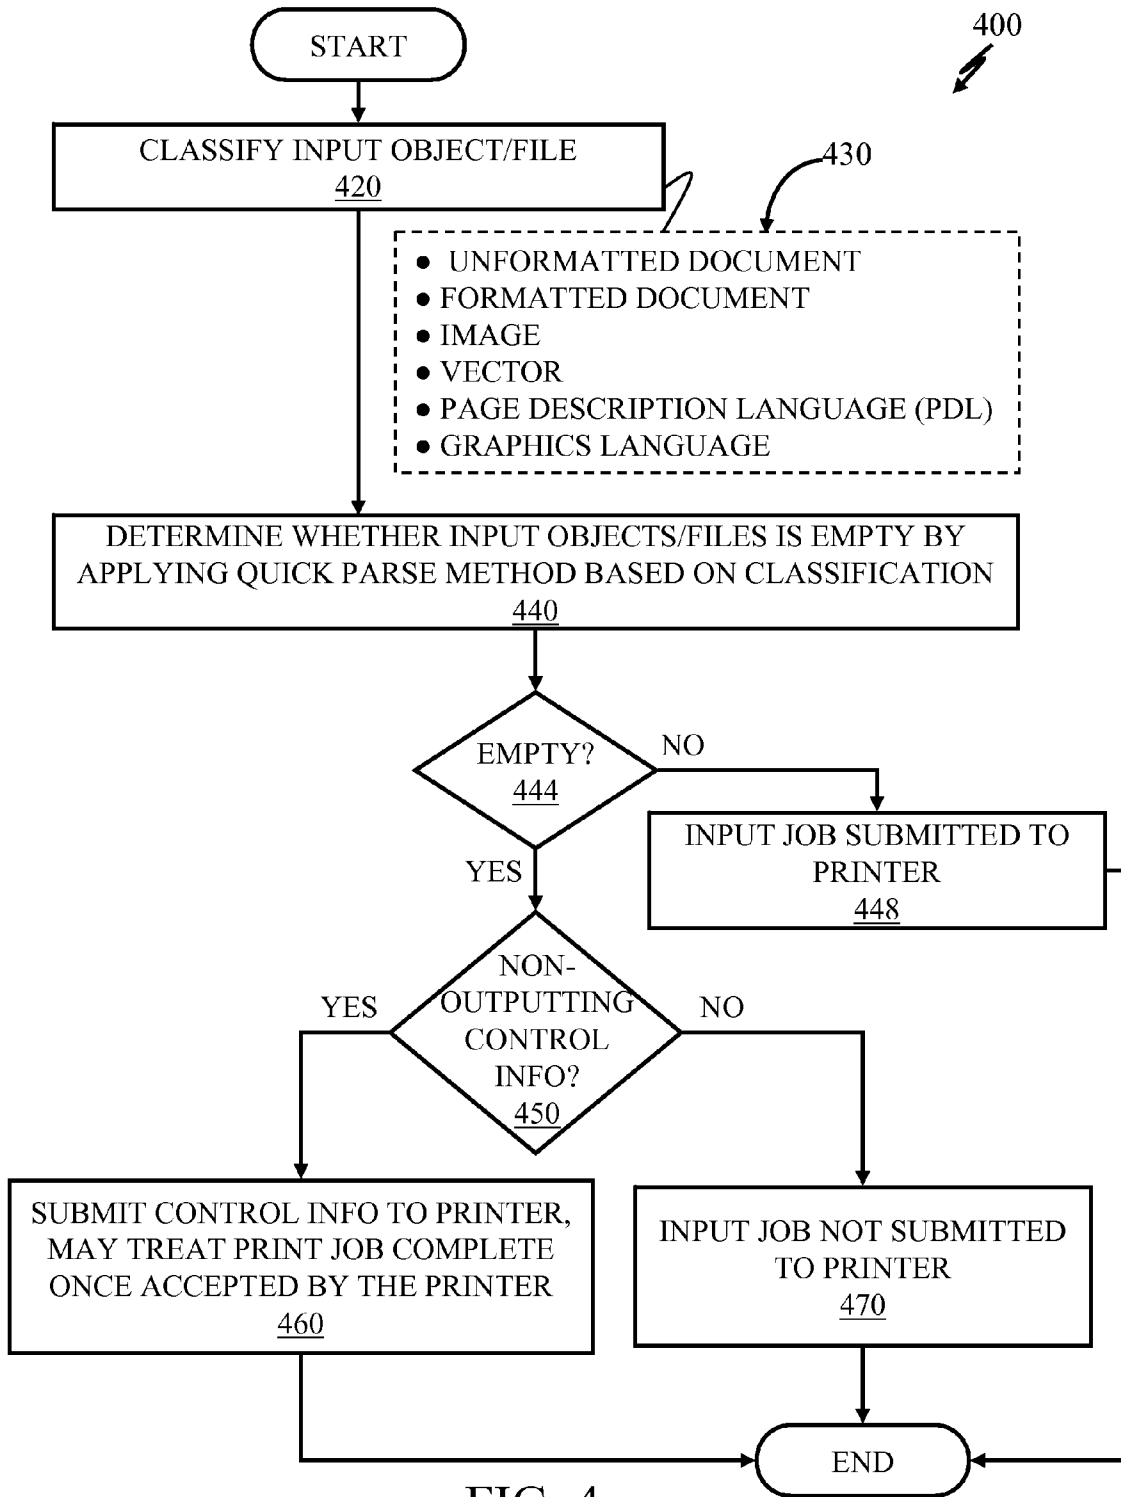 START
400
CLASSIFY INPUT OBJECT/FILE
420
430
● UNFORMATTED DOCUMENT
● FORMATTED DOCUMENT
● IMAGE
● VECTOR
● PAGE DESCRIPTION LANGUAGE (PDL)
● GRAPHICS LANGUAGE
DETERMINE WHETHER INPUT OBJECTS/FILES IS EMPTY BY
APPLYING QUICK PARSE METHOD BASED ON CLASSIFICATION
440
EMPTY?
444
NO
YES
INPUT JOB SUBMITTED TO
PRINTER
448
NON-
OUTPUTTING
CONTROL
INFO?
450
YES
NO
SUBMIT CONTROL INFO TO PRINTER,
MAY TREAT PRINT JOB COMPLETE
ONCE ACCEPTED BY THE PRINTER
460
INPUT JOB NOT SUBMITTED
TO PRINTER
470
END
FIG. 4